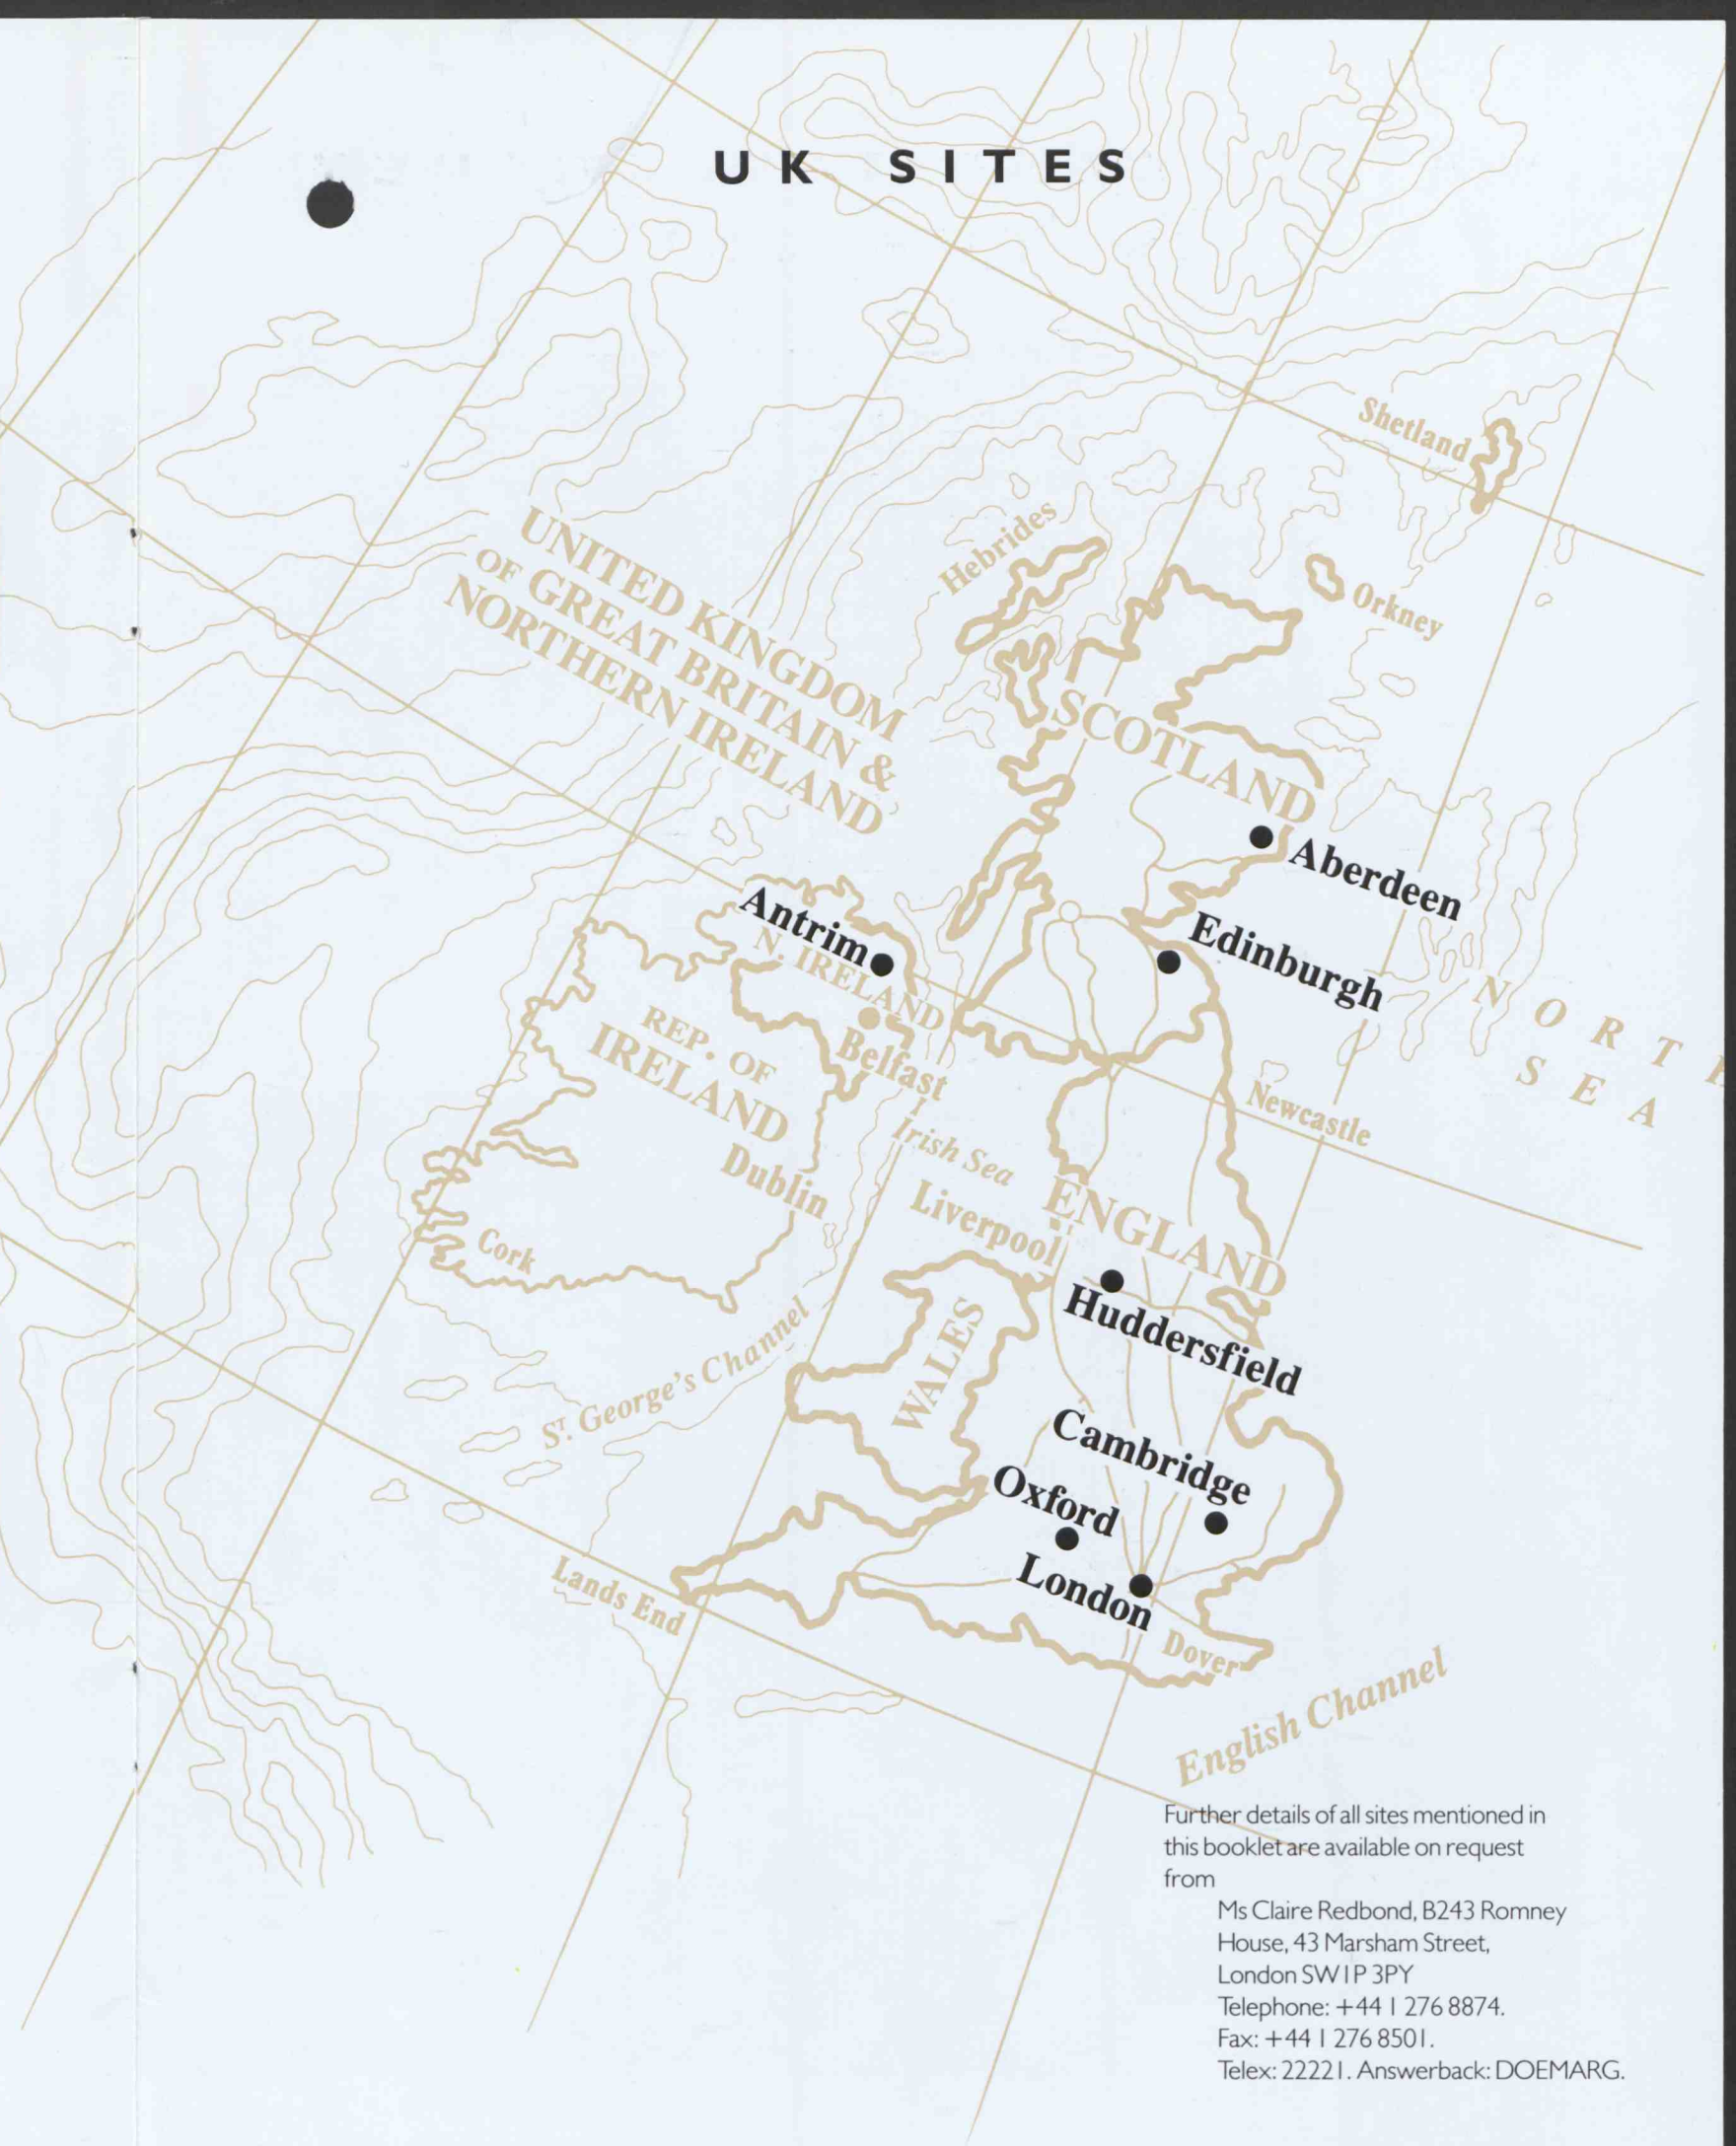 UK SITES
Shetland
Hebrides
Orkney
UNITED KINGDOM
OF GREAT BRITAIN &
NORTHERN IRELAND
SCOTLAND
Aberdeen
Antrim
Edinburgh
N. IRELAND
NORTH
SEA
REP. OF
IRELAND
Belfast
Newcastle
Irish Sea
Dublin
Liverpool
ENGLAND
Cork
Huddersfield
WALES
St. George's Channel
Cambridge
Oxford
London
Lands End
Dover
English Channel
Further details of all sites mentioned in
this booklet are available on request
from
Ms Claire Redbond, B243 Romney
House, 43 Marsham Street,
London SW1P 3PY
Telephone: +44 1 276 8874.
Fax: +44 1 276 8501.
Telex: 22221. Answerback: DOEMARG.